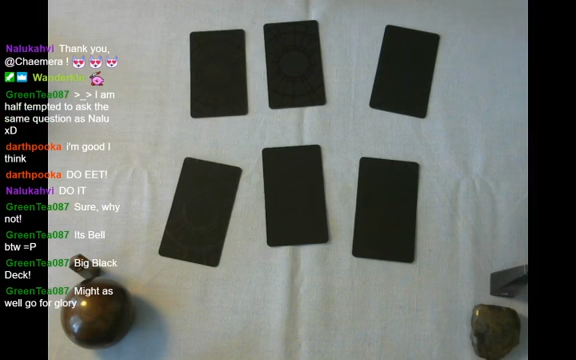 Nalukahvi Thank you,
@Chaemera !
Wanderkin
GreenTea087 >_> I am
half tempted to ask the
same question as Nalu
xD
darthpooka i'm good I
think
darthpooka DO EET!
Nalukahvi DO IT
GreenTea087 Sure, why
not!
GreenTea087 Its Bell
btw =P
GreenTea087 Big Black
Deck!
GreenTea087 Might as
well go for glory